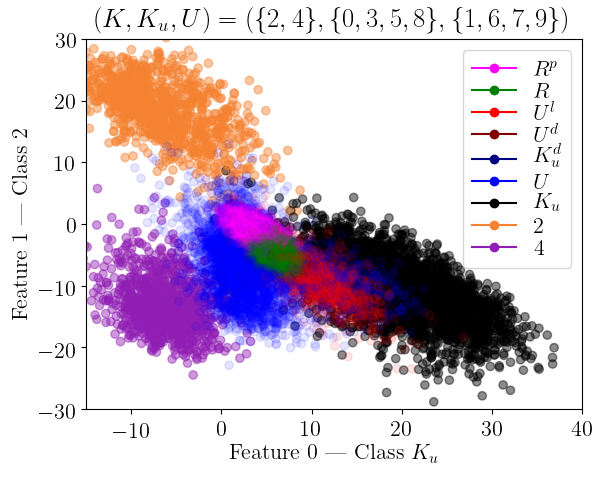 (K, K_u, U) = ({2, 4}, {0, 3, 5, 8}, {1, 6, 7, 9})
30
20
10
0
−10
−20
−30
Feature 1 — Class 2
R^p
R
U^l
U^d
K_u^d
U
K_u
2
4
−10 0 10 20 30 40
Feature 0 — Class K_u